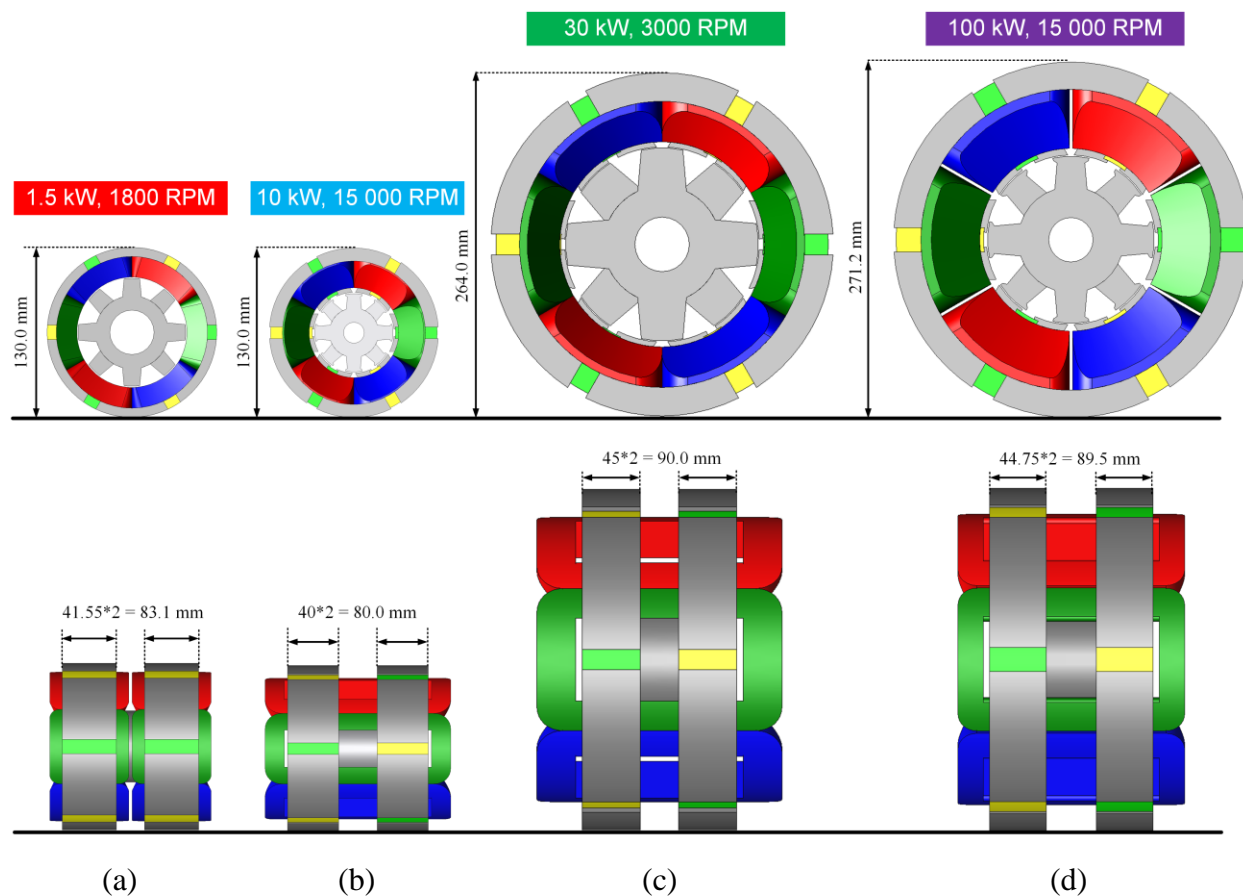 30 kW, 3000 RPM
100 kW, 15 000 RPM
1.5 kW, 1800 RPM
10 kW, 15 000 RPM
130.0 mm
130.0 mm
264.0 mm
271.2 mm
41.55*2 = 83.1 mm
40*2 = 80.0 mm
45*2 = 90.0 mm
44.75*2 = 89.5 mm
(a)
(b)
(c)
(d)